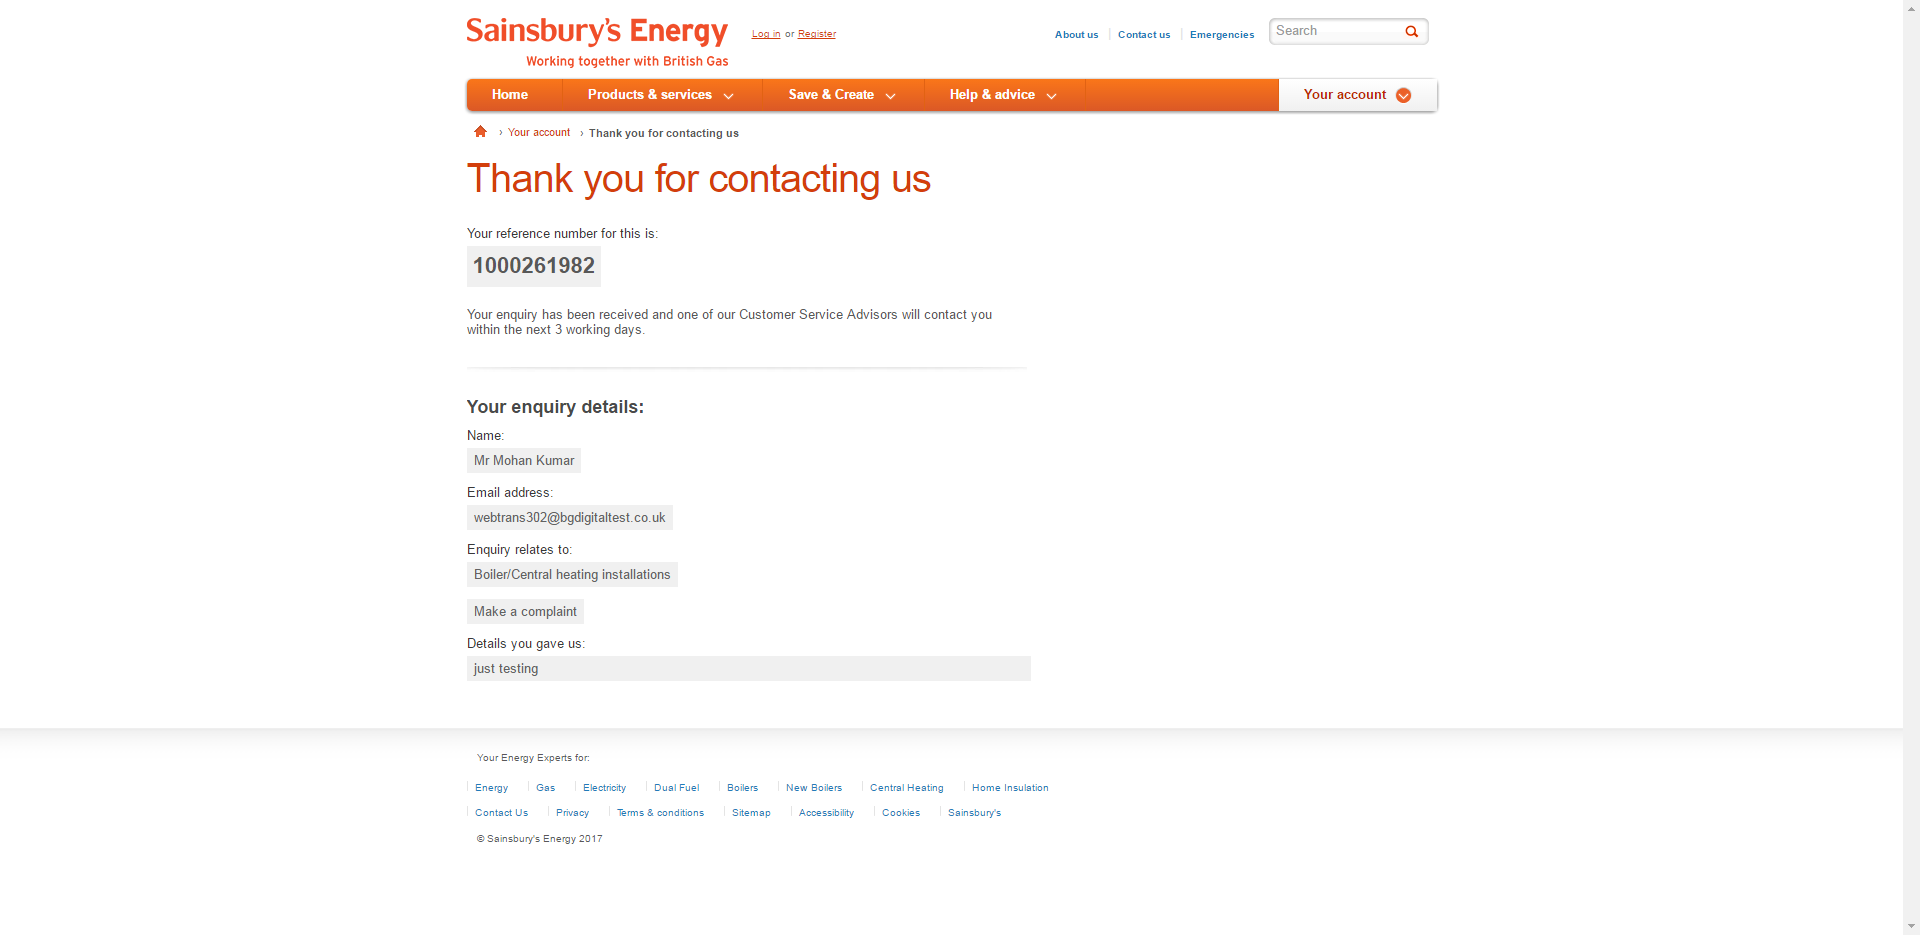 Sainsbury's Energy
Working together with British Gas
Log in or Register
About us
Contact us
Emergencies
Search
Home
Products & services
Save & Create
Help & advice
Your account
› Your account › Thank you for contacting us
Thank you for contacting us
Your reference number for this is:
1000261982
Your enquiry has been received and one of our Customer Service Advisors will contact you
within the next 3 working days.
Your enquiry details:
Name:
Mr Mohan Kumar
Email address:
webtrans302@bgdigitaltest.co.uk
Enquiry relates to:
Boiler/Central heating installations
Make a complaint
Details you gave us:
just testing
Your Energy Experts for:
Energy Gas Electricity Dual Fuel Boilers New Boilers Central Heating Home Insulation
Contact Us Privacy Terms & conditions Sitemap Accessibility Cookies Sainsbury's
© Sainsbury's Energy 2017